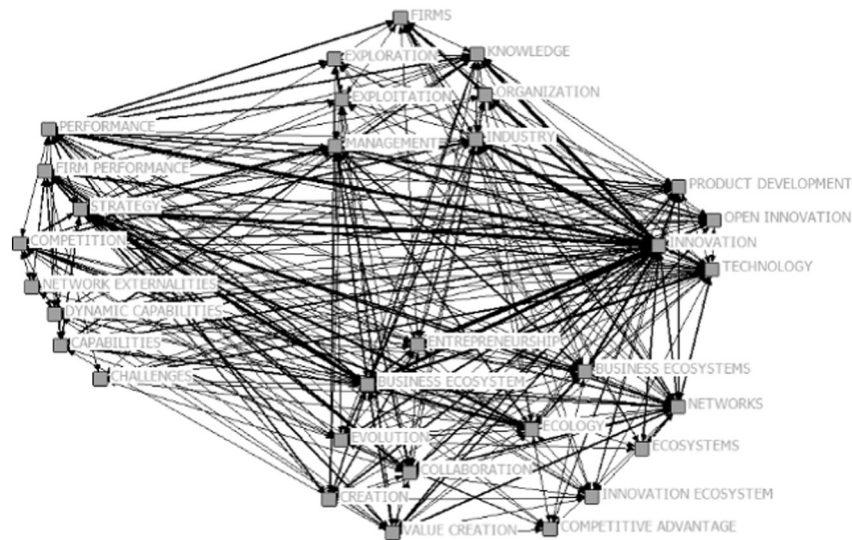 FIRMS
KNOWLEDGE
EXPLORATION
ORGANIZATION
EXPLOITATION
PERFORMANCE
INDUSTRY
MANAGEMENT
FIRM PERFORMANCE
PRODUCT DEVELOPMENT
STRATEGY
OPEN INNOVATION
COMPETITION
INNOVATION
TECHNOLOGY
NETWORK EXTERNALITIES
DYNAMIC CAPABILITIES
CAPABILITIES
ENTREPRENEURSHIP
BUSINESS ECOSYSTEMS
CHALLENGES
BUSINESS ECOSYSTEM
NETWORKS
ECOLOGY
EVOLUTION
ECOSYSTEMS
COLLABORATION
CREATION
INNOVATION ECOSYSTEM
VALUE CREATION
COMPETITIVE ADVANTAGE